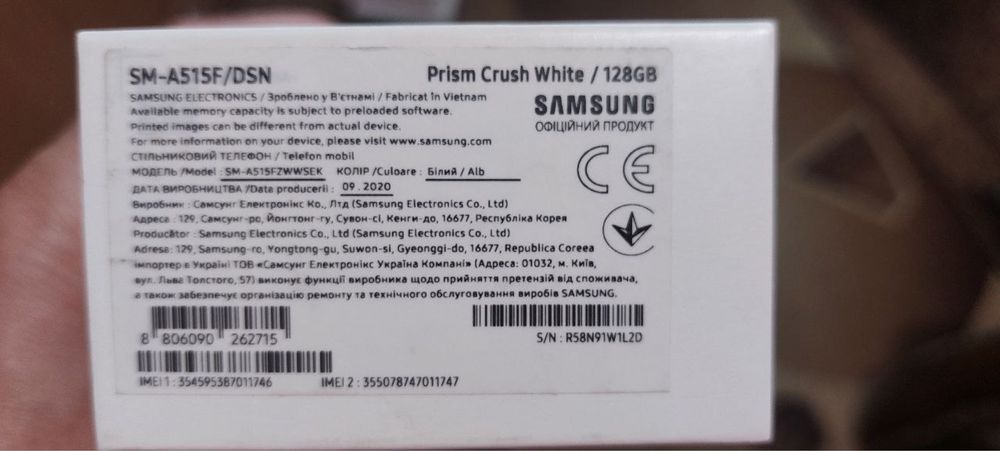 SM-A515F/DSN
Prism Crush White / 128GB
SAMSUNG ELECTRONICS / Зроблено у В'єтнамі / Fabricat în Vietnam
Available memory capacity is subject to preloaded software.
Printed images can be different from actual device.
For more information on your device, please visit www.samsung.com
СТІЛЬНИКОВИЙ ТЕЛЕФОН / Telefon mobil
МОДЕЛЬ /Model : SM-A515FZWWSEK КОЛІР /Culoare : Білий / Alb
ДАТА ВИРОБНИЦТВА /Data producerii : 09.2020
Виробник : Самсунг Електронікс Ко., Лтд (Samsung Electronics Co., Ltd)
Адреса : 129, Самсунг-ро, Йонгтонг-гу, Сувон-сі, Кенги-до, 16677, Республіка Корея
Producător : Samsung Electronics Co., Ltd (Samsung Electronics Co., Ltd)
Adresa : 129, Samsung-ro, Yongtong-gu, Suwon-si, Gyeonggi-do, 16677, Republica Coreea
Імпортер в Україні ТОВ «Самсунг Електронікс Україна Компані» (Адреса: 01032, м. Київ,
вул. Льва Толстого, 57) виконує функції виробника щодо прийняття претензій від споживача,
а також забезпечує організацію ремонту та технічного обслуговування виробів SAMSUNG.
SAMSUNG
ОФІЦІЙНИЙ ПРОДУКТ
CE
8 806090 262715
S/N : R58N91W1L2D
IMEI 1 : 354595387011746 IMEI 2 : 355078747011747